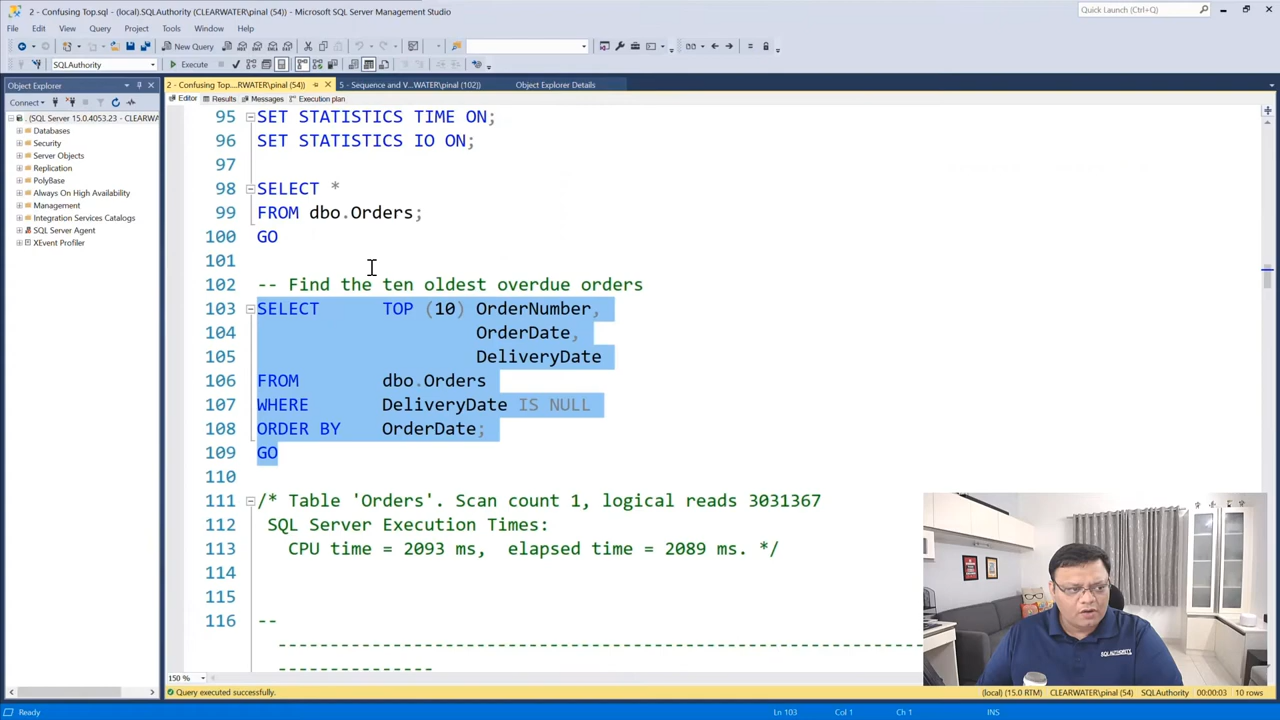 2 - Confusing Top.sql - (local).SQLAuthority (CLEARWATER\pinal (54)) - Microsoft SQL Server Management Studio
Quick Launch (Ctrl+Q)
File Edit View Query Project Tools Window Help
New Query
SQLAuthority
Execute
Object Explorer
2 - Confusing Top....RWATER\pinal (54))
5 - Sequence and V...WATER\pinal (102))
Object Explorer Details
Connect
Editor Results Messages Execution plan
. (SQL Server 15.0.4053.23 - CLEARWA
Databases
Security
Server Objects
Replication
PolyBase
Always On High Availability
Management
Integration Services Catalogs
SQL Server Agent
XEvent Profiler
95 SET STATISTICS TIME ON;
96 SET STATISTICS IO ON;
97
98 SELECT *
99 FROM dbo.Orders;
100 GO
101
102 -- Find the ten oldest overdue orders
103 SELECT TOP (10) OrderNumber,
104 OrderDate,
105 DeliveryDate
106 FROM dbo.Orders
107 WHERE DeliveryDate IS NULL
108 ORDER BY OrderDate;
109 GO
110
111 /* Table 'Orders'. Scan count 1, logical reads 3031367
112 SQL Server Execution Times:
113 CPU time = 2093 ms, elapsed time = 2089 ms. */
114
115
116 --
--------------------------------------------------------------
---------------
SQLAUTHORITY
150 %
Query executed successfully.
(local) (15.0 RTM) CLEARWATER\pinal (54) SQLAuthority 00:00:03 10 rows
Ready
Ln 103 Col 1 Ch 1 INS